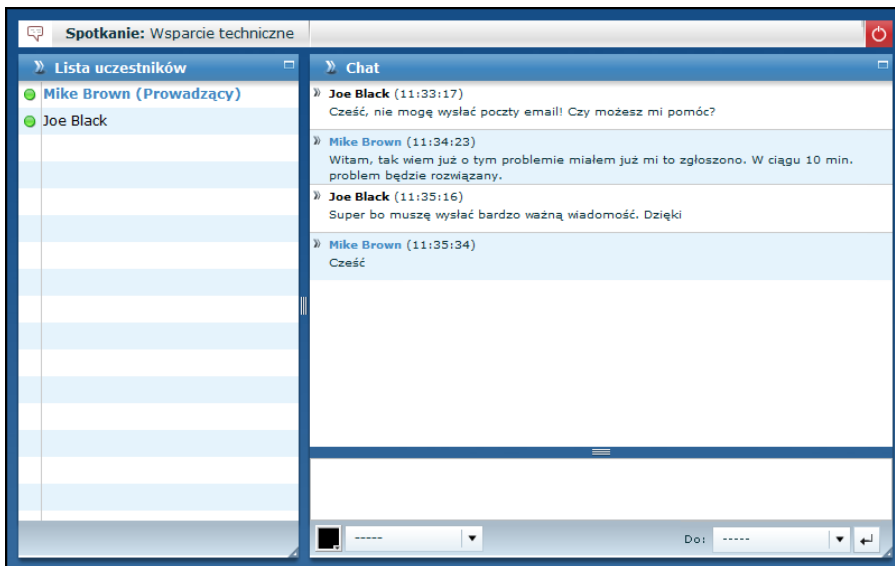 Spotkanie: Wsparcie techniczne
Lista uczestników
Mike Brown (Prowadzący)
Joe Black
Chat
Joe Black (11:33:17)
Cześć, nie mogę wysłać poczty email! Czy możesz mi pomóc?
Mike Brown (11:34:23)
Witam, tak wiem już o tym problemie miałem już mi to zgłoszono. W ciągu 10 min.
problem będzie rozwiązany.
Joe Black (11:35:16)
Super bo muszę wysłać bardzo ważną wiadomość. Dzięki
Mike Brown (11:35:34)
Cześć
-----
Do: -----